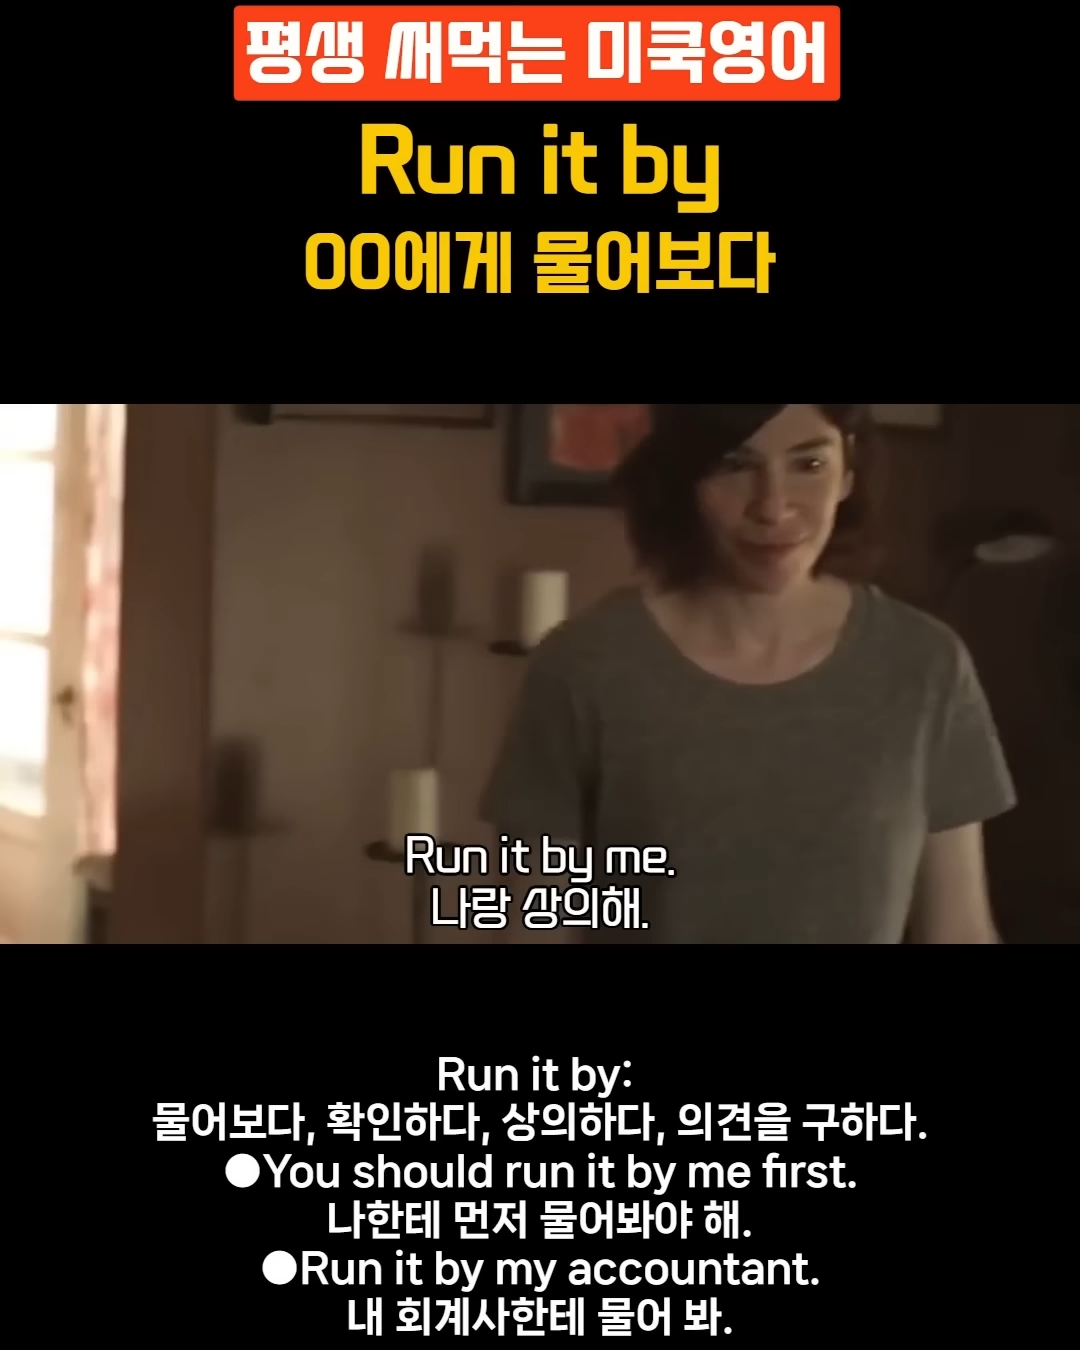 평생 써먹는 미쿡영어
Run it by
OO에게 물어보다
Run it by me.
나랑 상의해.
Run it by:
물어보다, 확인하다, 상의하다, 의견을 구하다.
●You should run it by me first.
나한테 먼저 물어봐야 해.
●Run it by my accountant.
내 회계사한테 물어 봐.